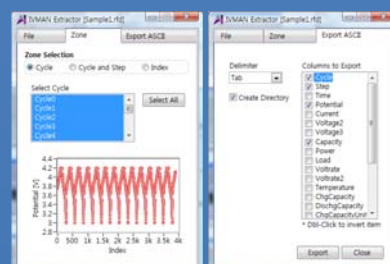 IVMAN Extractor [Sample1.rfd]
File
Zone
Export ASCII
Zone Selection
Cycle
Cycle and Step
Index
Select Cycle
Cycle0
Cycle1
Cycle2
Cycle3
Cycle4
Select All
Potential [V]
4.4
4.2
4
3.8
3.6
3.4
3.2
3
2.8
0 500 1k 1.5k 2k 2.5k 3k 3.5k 4k
Index
IVMAN Extractor [Sample1.rfd]
File
Zone
Export ASCII
Delimiter
Tab
Create Directory
Columns to Export
Cycle
Step
Time
Potential
Current
Voltage2
Voltage3
Capacity
Power
Load
Voltrate
Voltrate2
Temperature
ChgCapacity
DischgCapacity
ChgCapacityUnit
* Dbl-Click to invert item
Export
Close